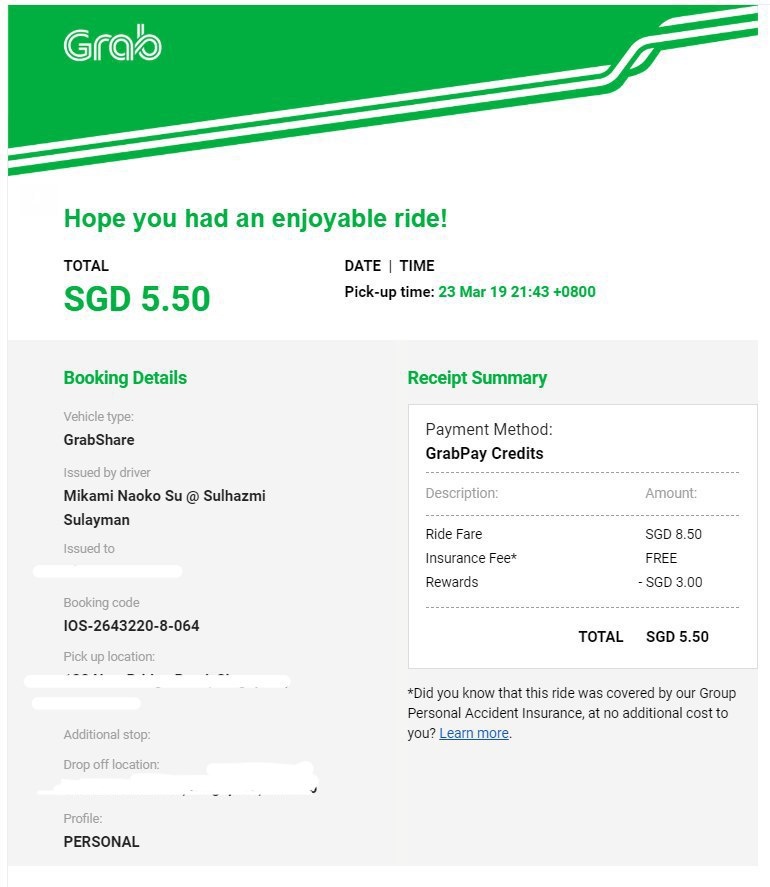 Grab
Hope you had an enjoyable ride!
TOTAL
SGD 5.50
DATE | TIME
Pick-up time: 23 Mar 19 21:43 +0800
Booking Details
Vehicle type:
GrabShare
Issued by driver
Mikami Naoko Su @ Sulhazmi
Sulayman
Issued to
Booking code
IOS-2643220-8-064
Pick up location:
Additional stop:
Drop off location:
Profile:
PERSONAL
Receipt Summary
Payment Method:
GrabPay Credits
Description: Amount:
Ride Fare SGD 8.50
Insurance Fee* FREE
Rewards - SGD 3.00
TOTAL SGD 5.50
*Did you know that this ride was covered by our Group
Personal Accident Insurance, at no additional cost to
you? Learn more.